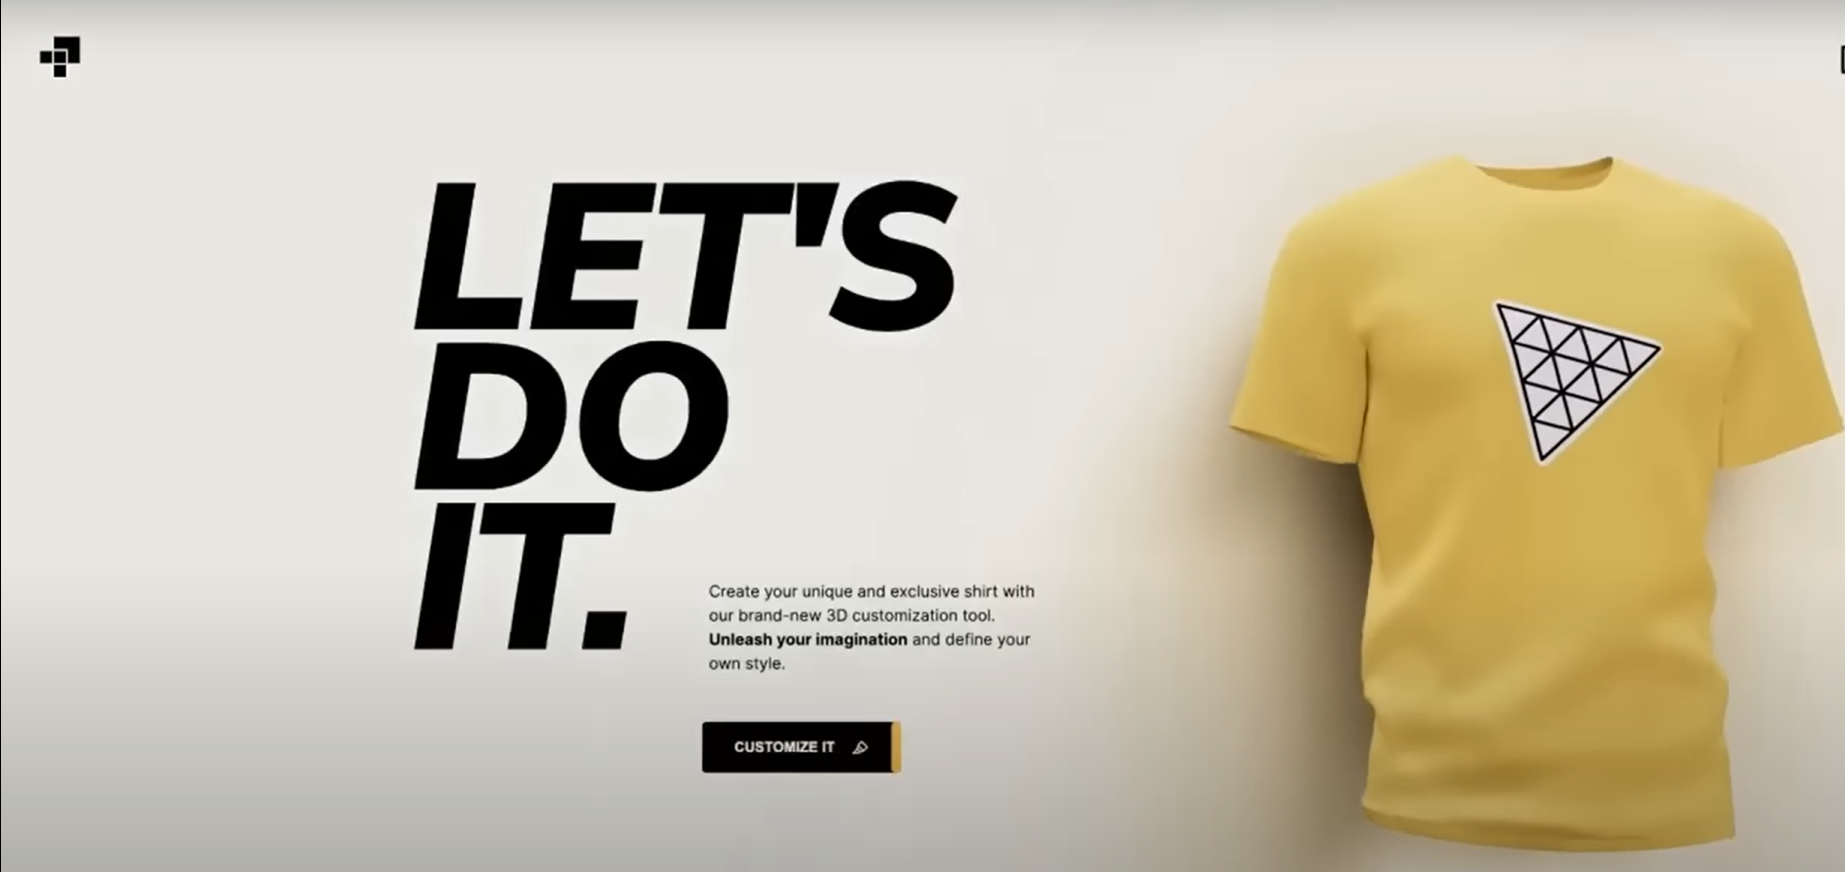 LET'S
DO
IT.
Create your unique and exclusive shirt with
our brand-new 3D customization tool.
Unleash your imagination and define your
own style.
CUSTOMIZE IT